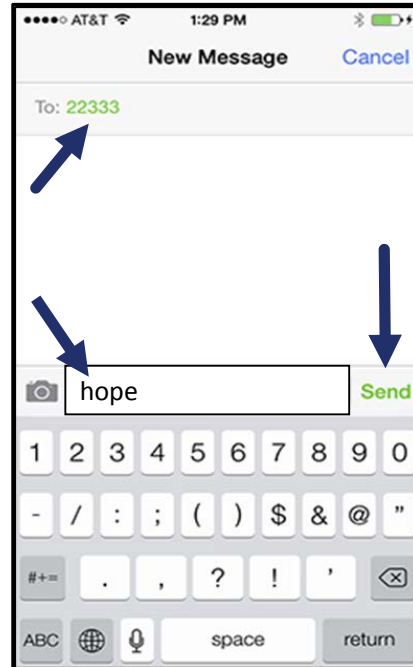 ●●●●○ AT&T 1:29 PM
New Message Cancel
To: 22333
hope Send
1 2 3 4 5 6 7 8 9 0
- / : ; ( ) $ & @ "
#+= . , ? ! '
ABC space return